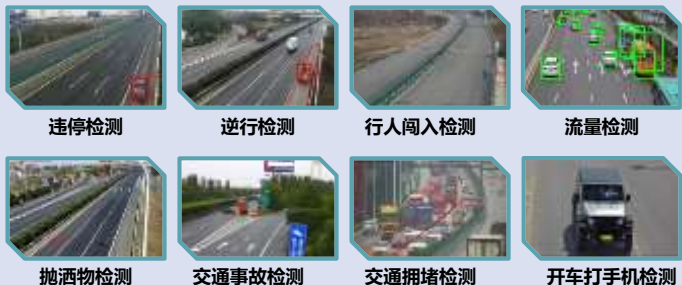 违停检测
逆行检测
行人闯入检测
流量检测
抛洒物检测
交通事故检测
交通拥堵检测
开车打手机检测